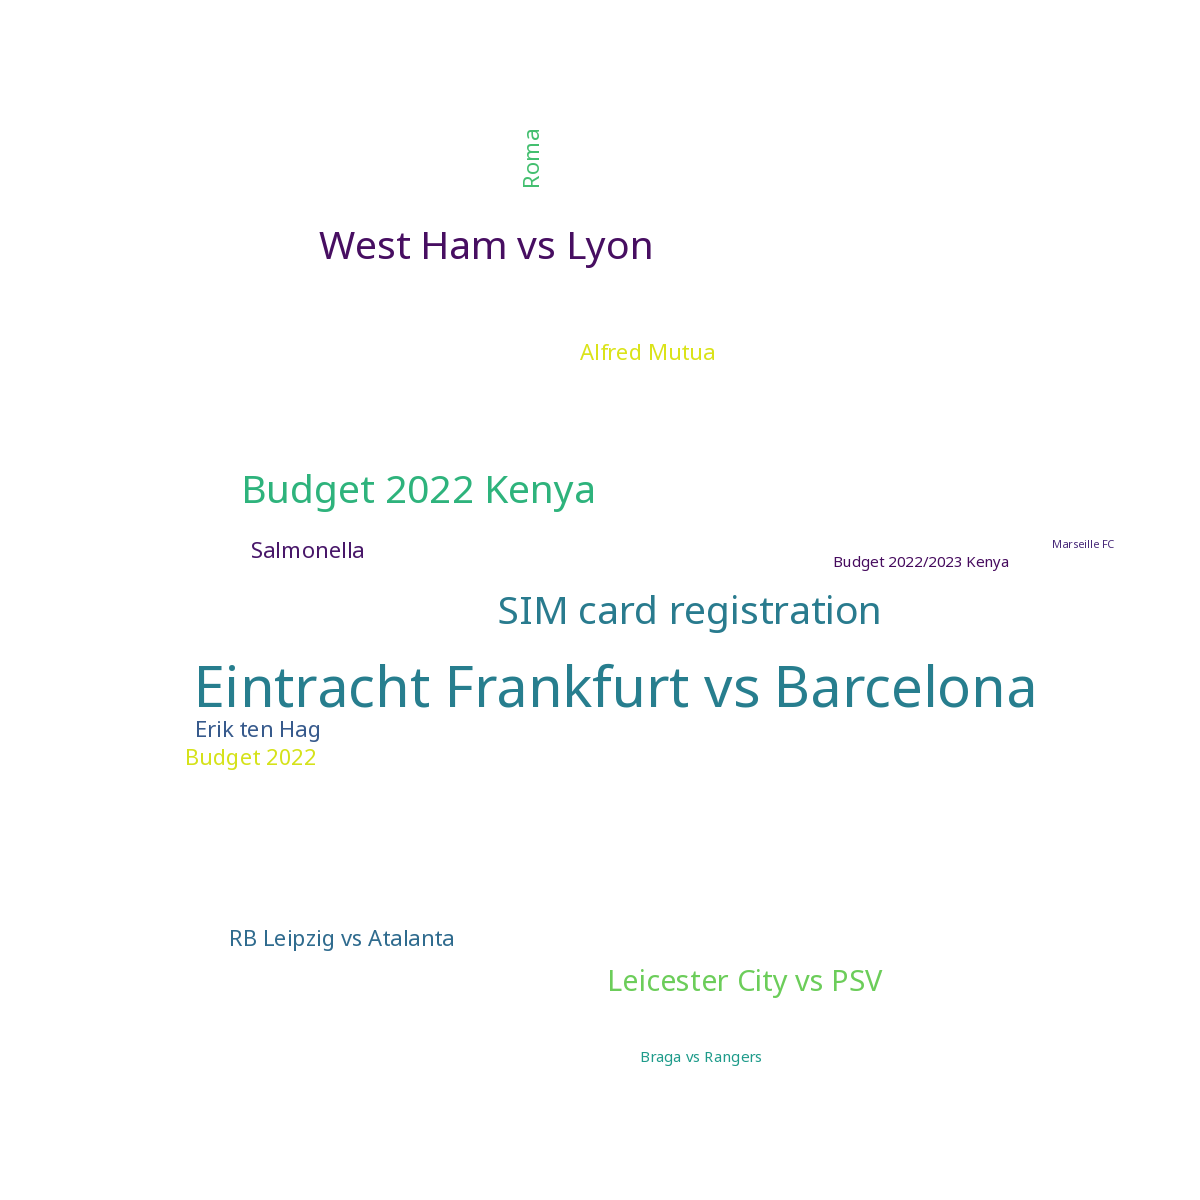 Roma
West Ham vs Lyon
Alfred Mutua
Budget 2022 Kenya
Salmonella
Marseille FC
Budget 2022/2023 Kenya
SIM card registration
Eintracht Frankfurt vs Barcelona
Erik ten Hag
Budget 2022
RB Leipzig vs Atalanta
Leicester City vs PSV
Braga vs Rangers